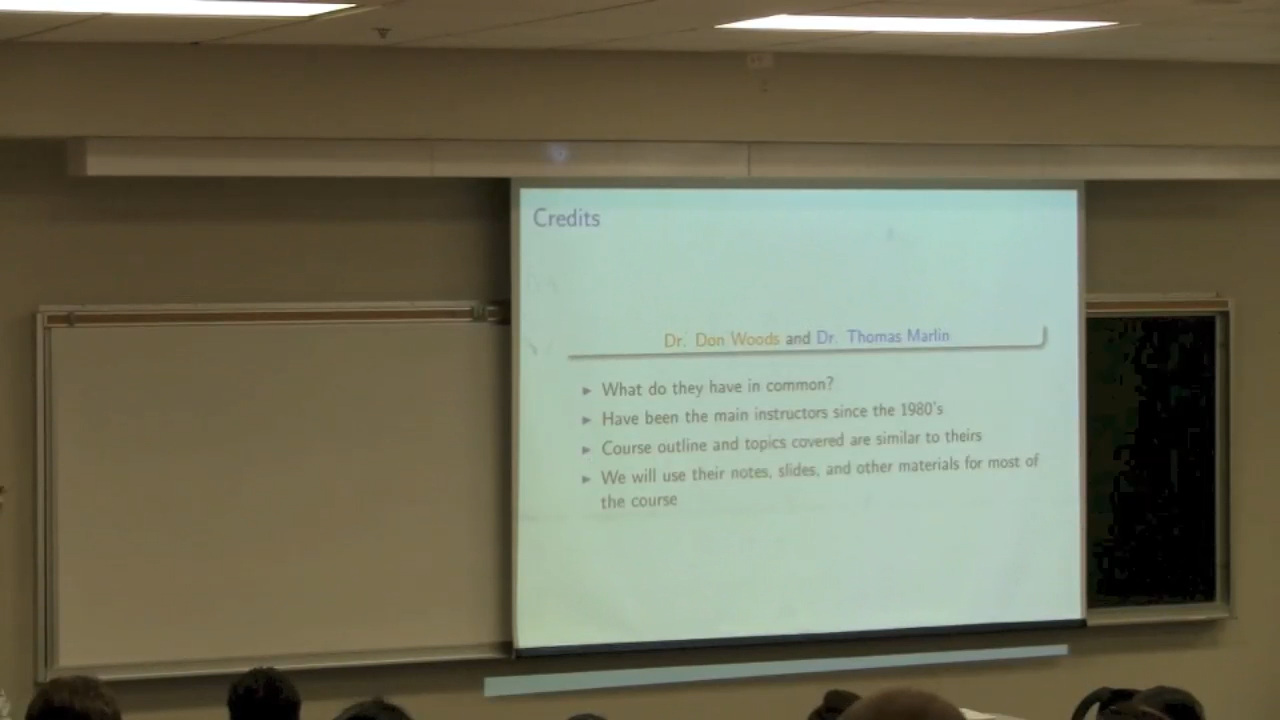 Credits
Dr. Don Woods and Dr. Thomas Marlin
► What do they have in common?
► Have been the main instructors since the 1980's
► Course outline and topics covered are similar to theirs
► We will use their notes, slides, and other materials for most of
the course